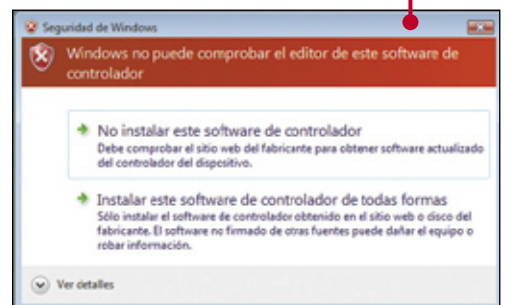 Seguridad de Windows
Windows no puede comprobar el editor de este software de
controlador
No instalar este software de controlador
Debe comprobar el sitio web del fabricante para obtener software actualizado
del controlador del dispositivo.
Instalar este software de controlador de todas formas
Sólo instalar el software de controlador obtenido en el sitio web o disco del
fabricante. El software no firmado de otras fuentes puede dañar el equipo o
robar información.
Ver detalles